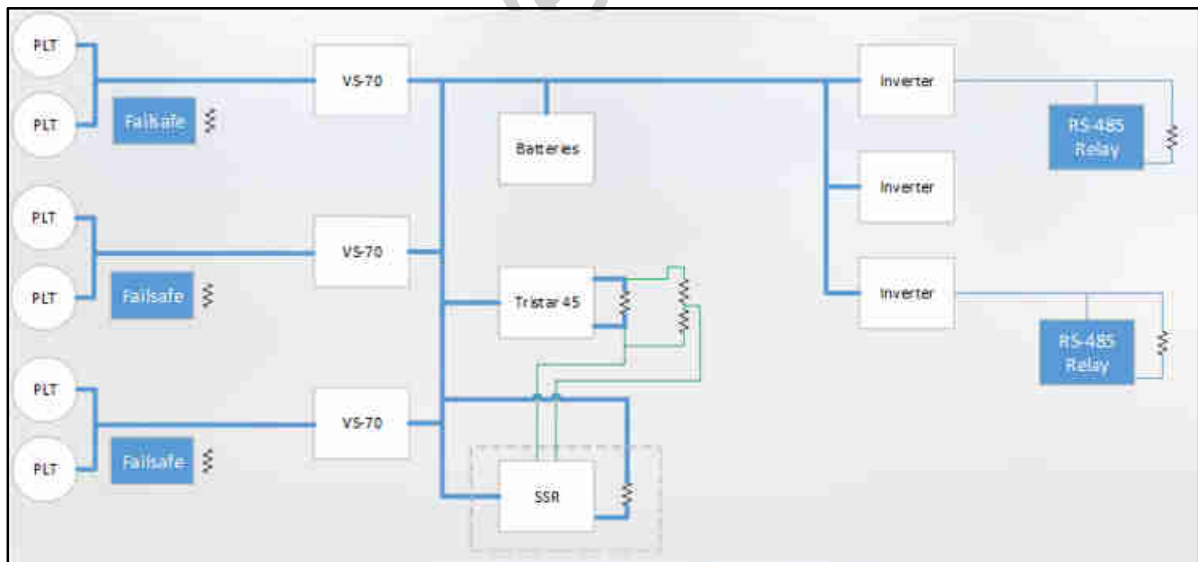 PLT
PLT
Failsafe
VS-70
Batteries
Inverter
RS-485
Relay
PLT
PLT
Failsafe
VS-70
Tristar 45
Inverter
Inverter
RS-485
Relay
PLT
PLT
Failsafe
VS-70
SSR